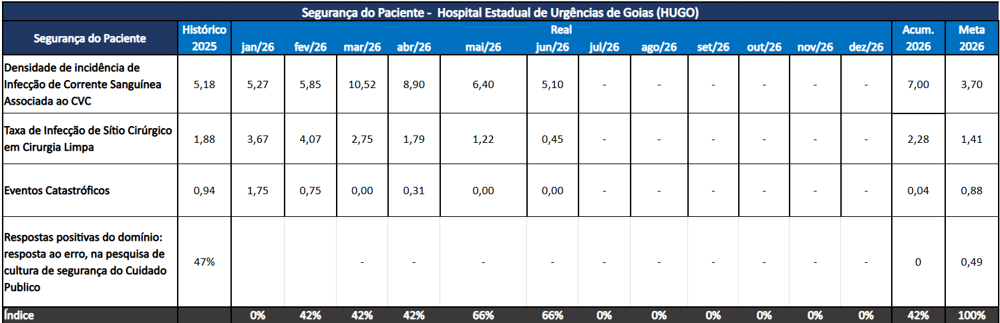 Segurança do Paciente - Hospital Estadual de Urgências de Goias (HUGO)
Segurança do Paciente Histórico 2025 Real Acum. 2026 Meta 2026
jan/26 fev/26 mar/26 abr/26 mai/26 jun/26 jul/26 ago/26 set/26 out/26 nov/26 dez/26
Densidade de incidência de
Infecção de Corrente Sanguínea
Associada ao CVC
5,18 5,27 5,85 10,52 8,90 6,40 5,10 - - - - - - 7,00 3,70
Taxa de Infecção de Sítio Cirúrgico
em Cirurgia Limpa
1,88 3,67 4,07 2,75 1,79 1,22 0,45 - - - - - - 2,28 1,41
Eventos Catastróficos 0,94 1,75 0,75 0,00 0,31 0,00 0,00 - - - - - - 0,04 0,88
Respostas positivas do domínio:
resposta ao erro, na pesquisa de
cultura de segurança do Cuidado
Publico
47% - - - - - - - - - - 0 0,49
Índice 0% 42% 42% 42% 66% 66% 0% 0% 0% 0% 0% 0% 42% 100%